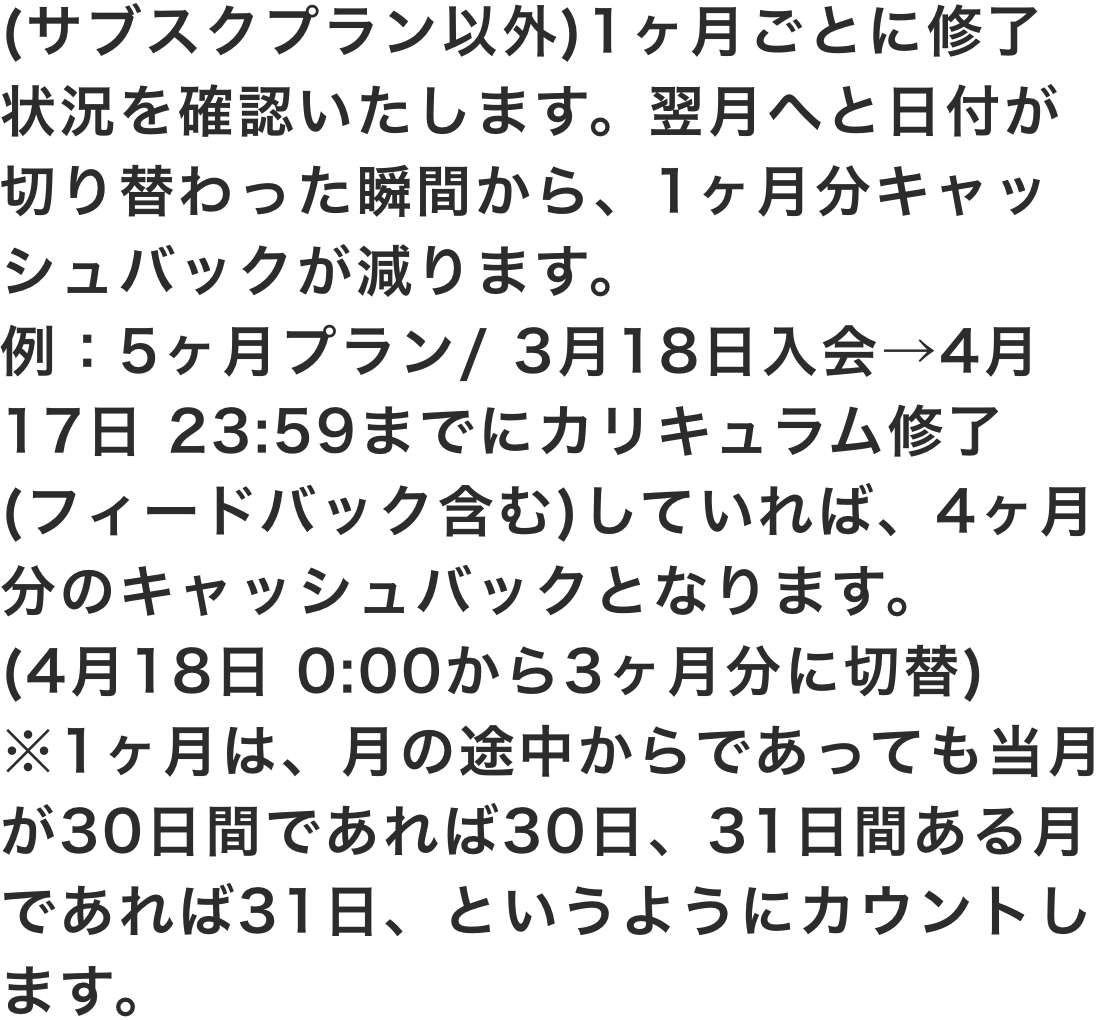 (サブスクプラン以外)1ヶ月ごとに修了
状況を確認いたします。翌月へと日付が
切り替わった瞬間から、1ヶ月分キャッ
シュバックが減ります。
例：5ヶ月プラン/ 3月18日入会→4月
17日 23:59までにカリキュラム修了
(フィードバック含む)していれば、4ヶ月
分のキャッシュバックとなります。
(4月18日 0:00から3ヶ月分に切替)
※1ヶ月は、月の途中からであっても当月
が30日間であれば30日、31日間ある月
であれば31日、というようにカウントし
ます。